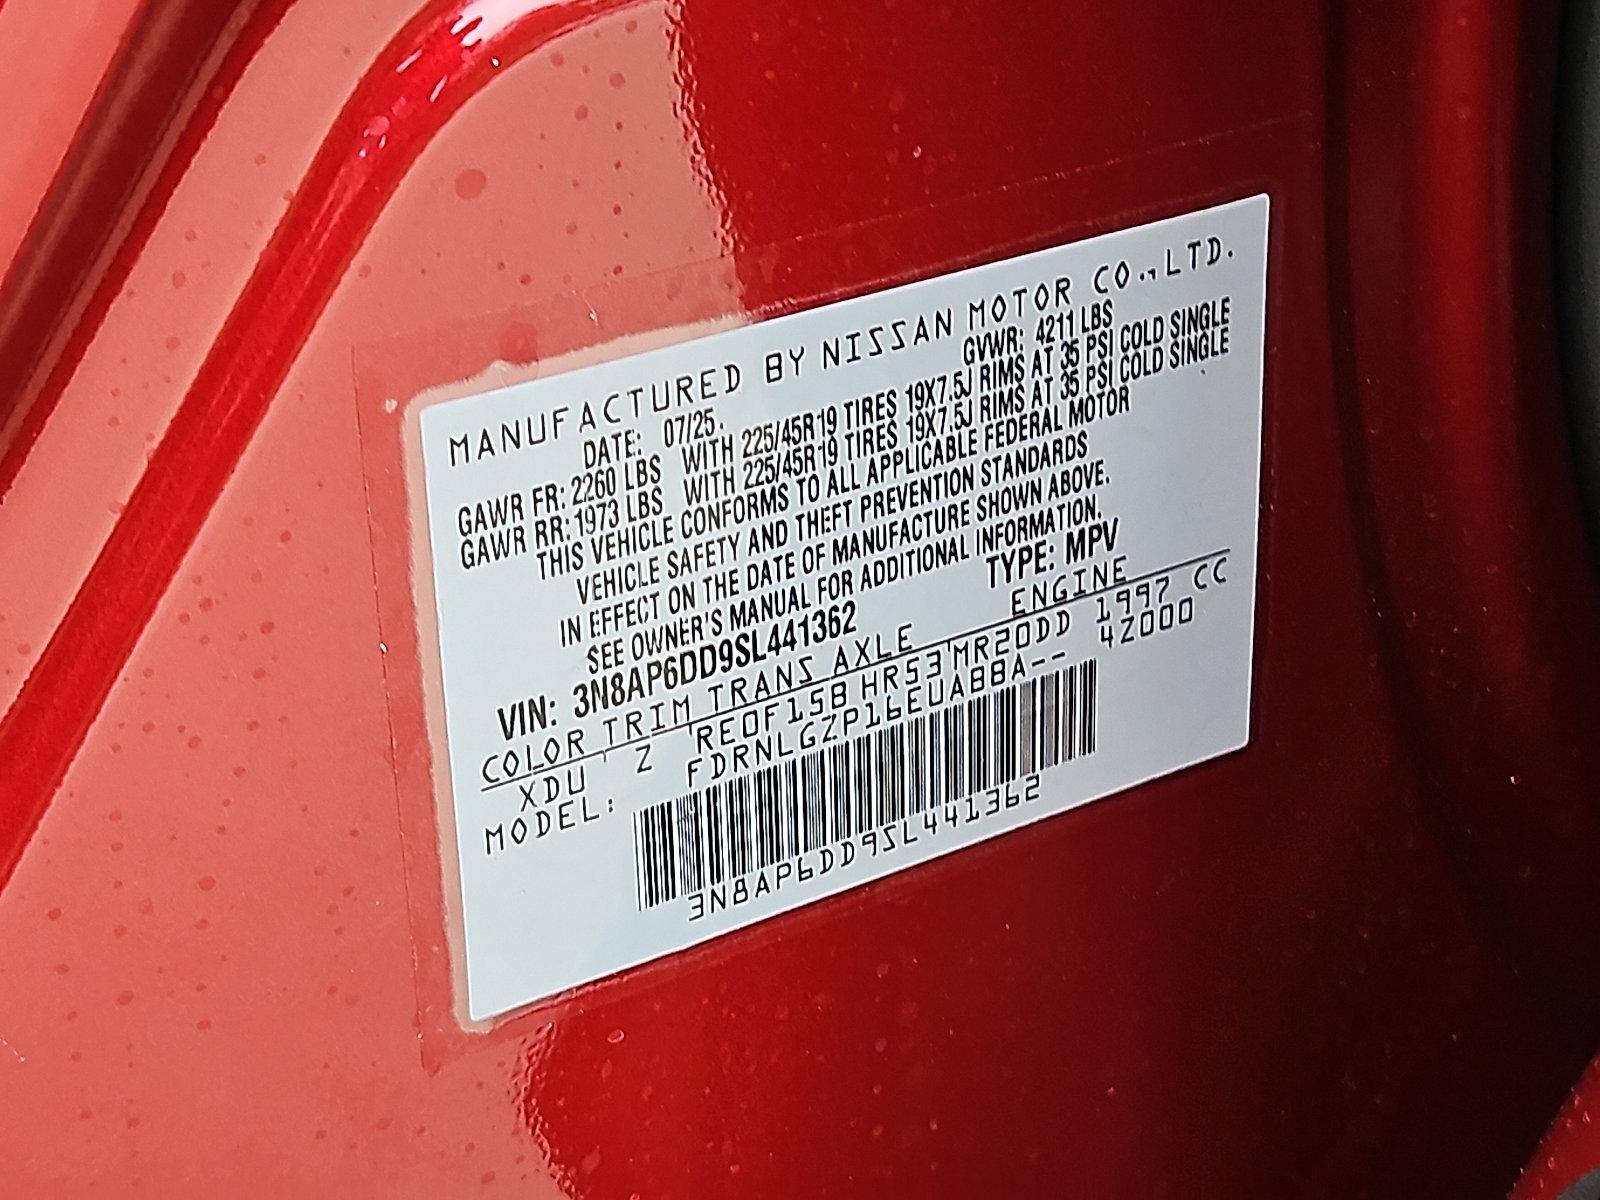 MANUFACTURED BY NISSAN MOTOR CO.,LTD.
DATE: 07/25. GVWR: 4211 LBS
GAWR FR: 2260 LBS WITH 225/45R19 TIRES 19X7.5J RIMS AT 35 PSI COLD SINGLE
GAWR RR: 1973 LBS WITH 225/45R19 TIRES 19X7.5J RIMS AT 35 PSI COLD SINGLE
THIS VEHICLE CONFORMS TO ALL APPLICABLE FEDERAL MOTOR
VEHICLE SAFETY AND THEFT PREVENTION STANDARDS
IN EFFECT ON THE DATE OF MANUFACTURE SHOWN ABOVE.
SEE OWNER'S MANUAL FOR ADDITIONAL INFORMATION.
VIN: 3N8AP6DD9SL441362 TYPE: MPV
COLOR TRIM TRANS AXLE ENGINE
XDU Z RE0F15B HR53 MR20DD 1997 CC
MODEL: FDRNLGZP16EUABBA-- 4Z000
3N8AP6DD9SL441362